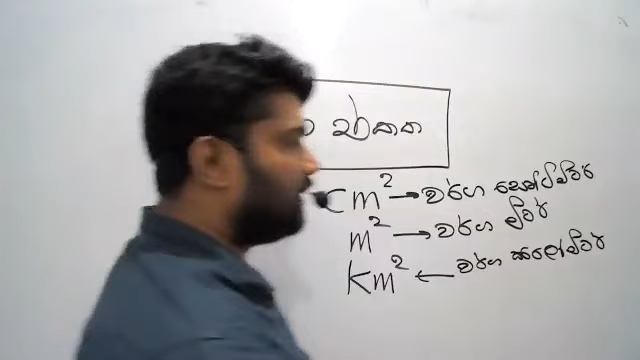 ඒකක
cm² → වර්ග සෙන්ටිමීටර්
m² → වර්ග මීටර්
km² ← වර්ග කිලෝමීටර්